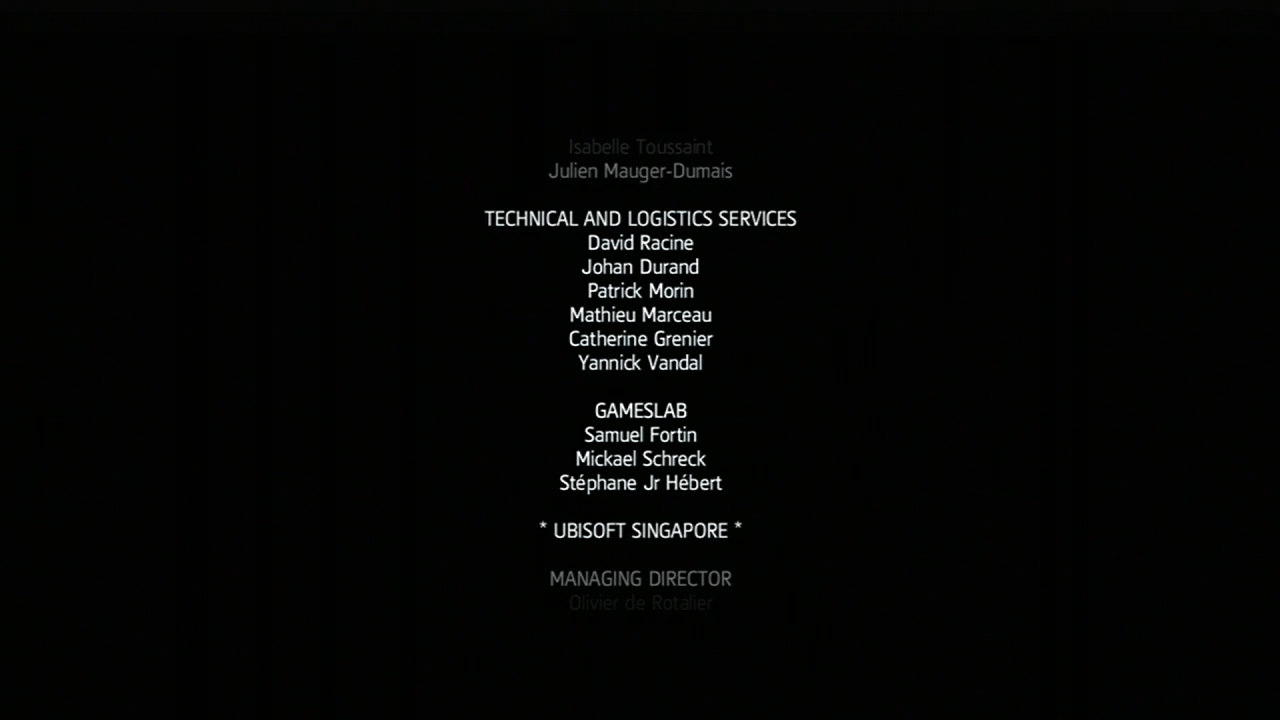 Isabelle Toussaint
Julien Mauger-Dumais
TECHNICAL AND LOGISTICS SERVICES
David Racine
Johan Durand
Patrick Morin
Mathieu Marceau
Catherine Grenier
Yannick Vandal
GAMESLAB
Samuel Fortin
Mickael Schreck
Stéphane Jr Hébert
* UBISOFT SINGAPORE *
MANAGING DIRECTOR
Olivier de Rotalier